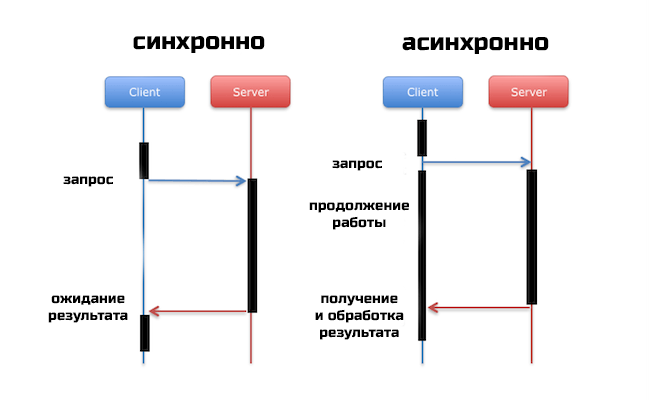 синхронно
Client
Server
запрос
ожидание
результата
асинхронно
Client
Server
запрос
продолжение
работы
получение
и обработка
результата